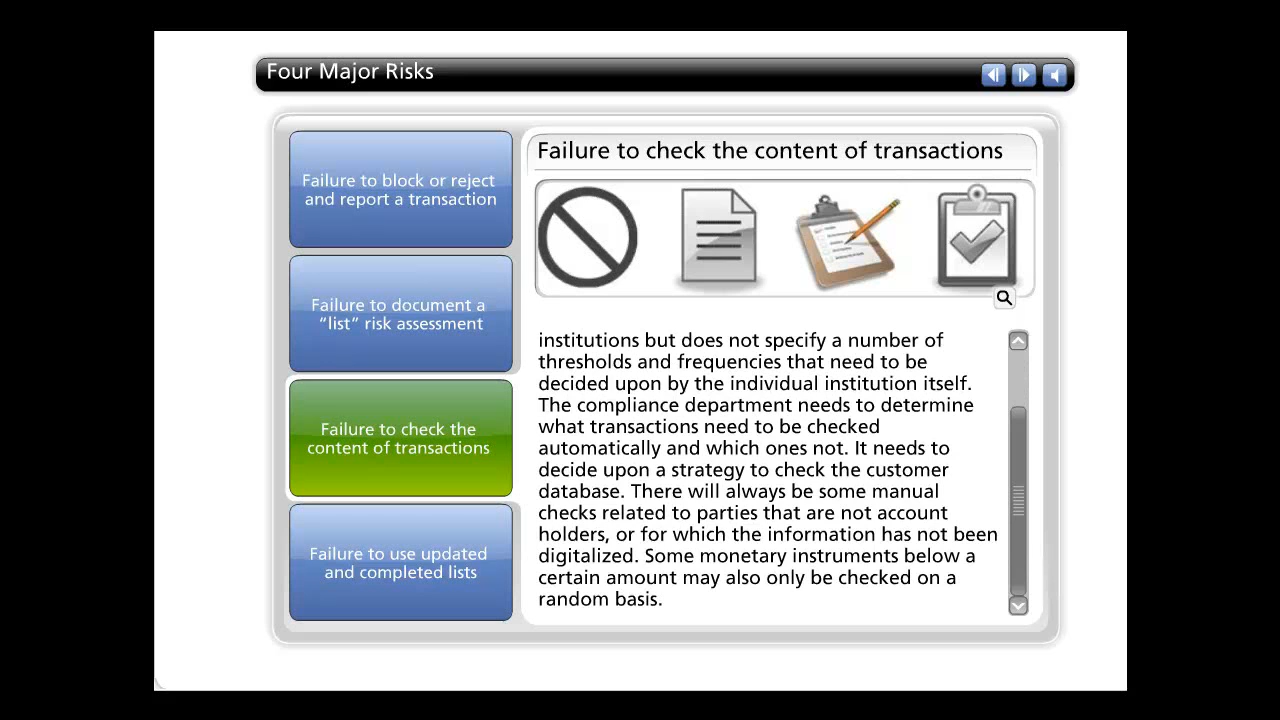 Four Major Risks
Failure to block or reject
and report a transaction
Failure to document a
“list” risk assessment
Failure to check the
content of transactions
Failure to use updated
and completed lists
Failure to check the content of transactions
institutions but does not specify a number of
thresholds and frequencies that need to be
decided upon by the individual institution itself.
The compliance department needs to determine
what transactions need to be checked
automatically and which ones not. It needs to
decide upon a strategy to check the customer
database. There will always be some manual
checks related to parties that are not account
holders, or for which the information has not been
digitalized. Some monetary instruments below a
certain amount may also only be checked on a
random basis.